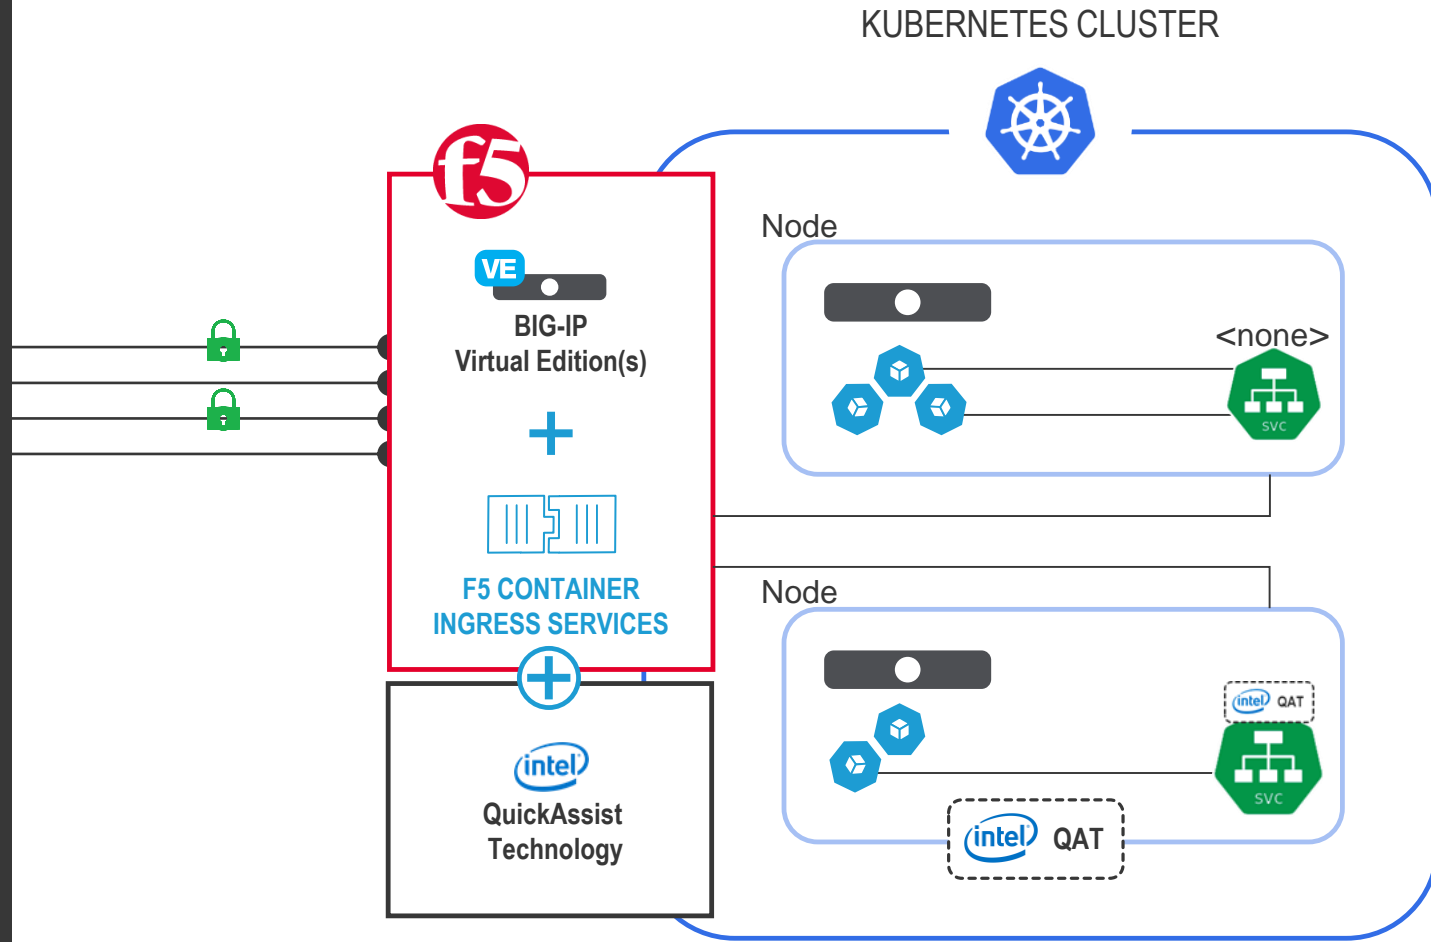 KUBERNETES CLUSTER
f5
Node
VE
BIG-IP
Virtual Edition(s)
<none>
svc
F5 CONTAINER
INGRESS SERVICES
Node
intel QAT
svc
intel
QuickAssist
Technology
intel QAT